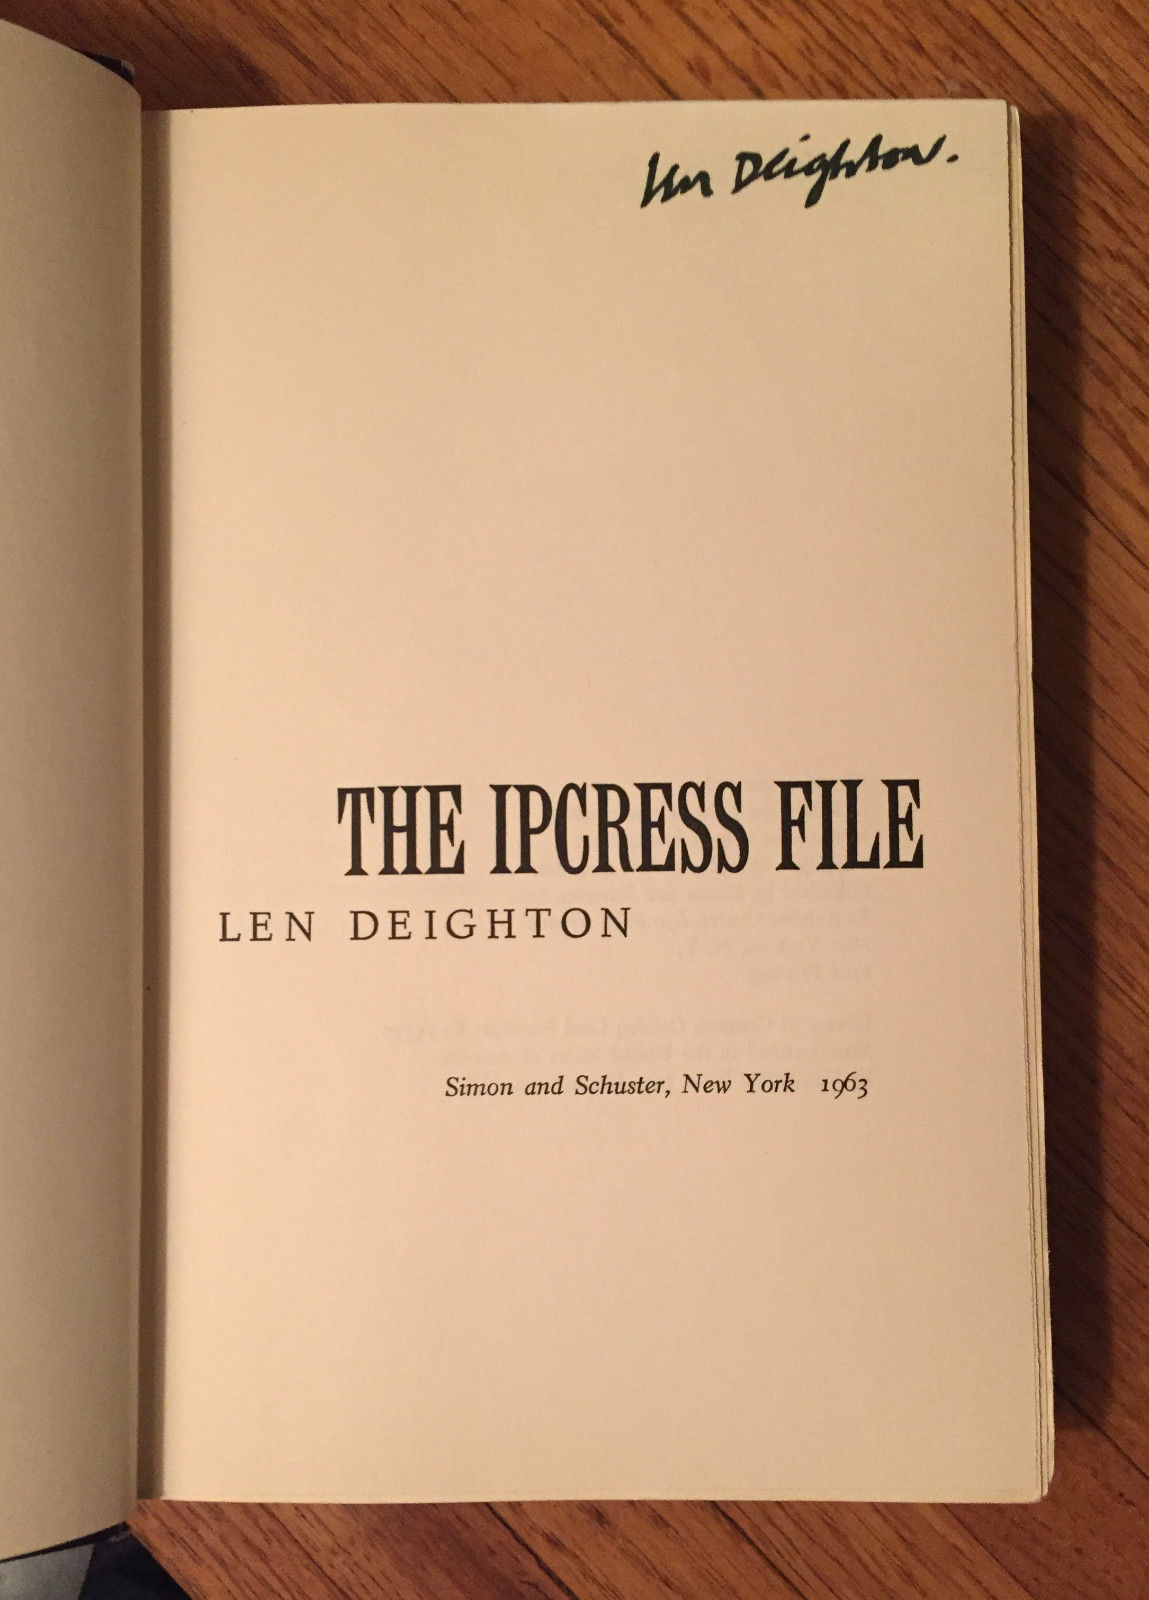 Len Deighton.
THE IPCRESS FILE
LEN DEIGHTON
Simon and Schuster, New York 1963